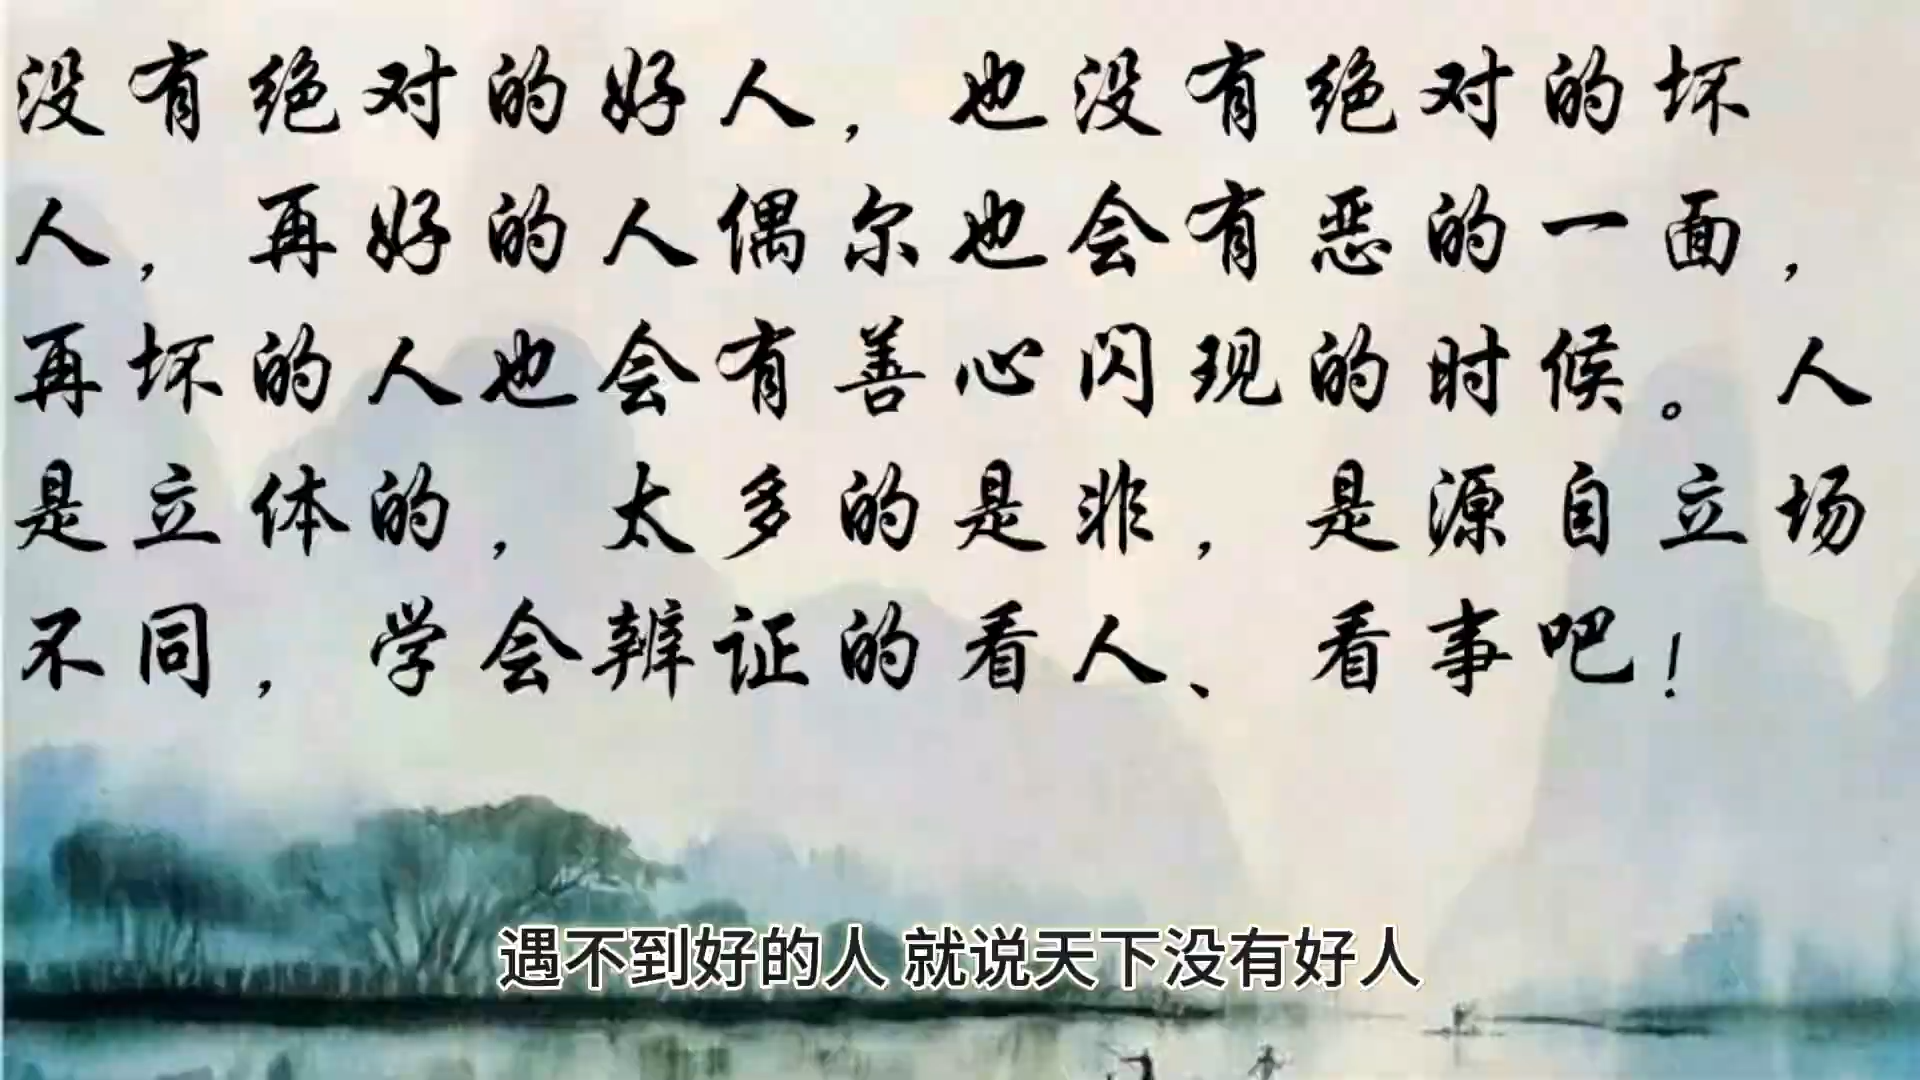 没有绝对的好人，也没有绝对的坏
人，再好的人偶尔也会有恶的一面，
再坏的人也会有善心闪现的时候。人
是立体的，太多的是非，是源自立场
不同，学会辨证的看人、看事吧！
遇不到好的人 就说天下没有好人